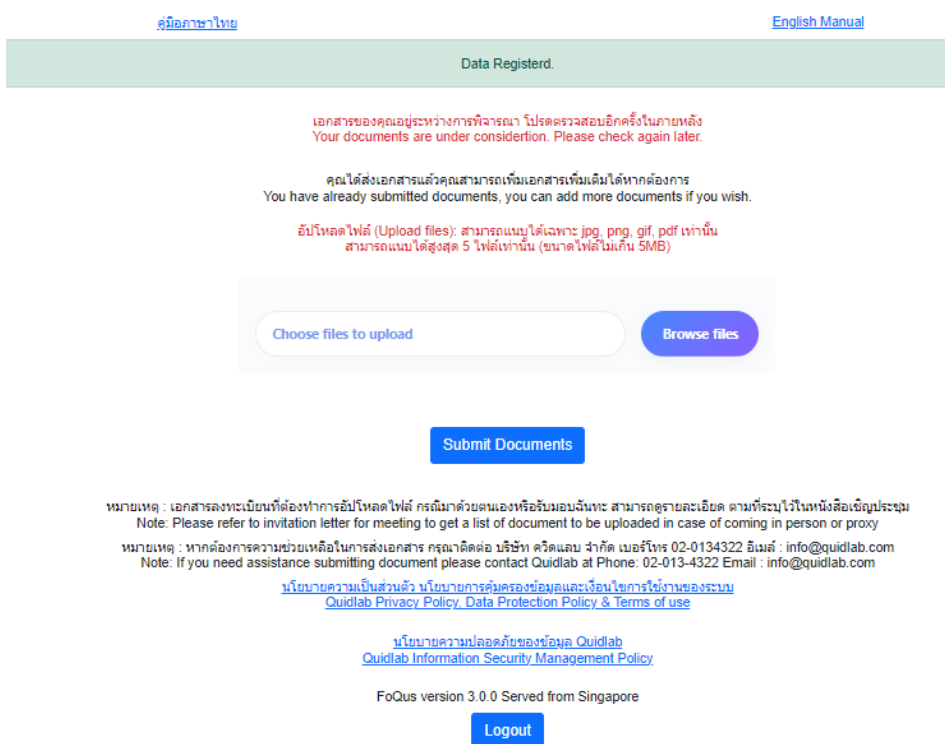 คู่มือภาษาไทย
English Manual
Data Registerd.
เอกสารของคุณอยู่ระหว่างการพิจารณา โปรดตรวจสอบอีกครั้งในภายหลัง
Your documents are under considertion. Please check again later.
คุณได้ส่งเอกสารแล้วคุณสามารถเพิ่มเอกสารเพิ่มเติมได้หากต้องการ
You have already submitted documents, you can add more documents if you wish.
อัปโหลดไฟล์ (Upload files): สามารถแนบได้เฉพาะ jpg, png, gif, pdf เท่านั้น
สามารถแนบได้สูงสุด 5 ไฟล์เท่านั้น (ขนาดไฟล์ไม่เกิน 5MB)
Choose files to upload
Browse files
Submit Documents
หมายเหตุ : เอกสารลงทะเบียนที่ต้องทำการอัปโหลดไฟล์ กรณีมาด้วยตนเองหรือรับมอบฉันทะ สามารถดูรายละเอียด ตามที่ระบุไว้ในหนังสือเชิญประชุม
Note: Please refer to invitation letter for meeting to get a list of document to be uploaded in case of coming in person or proxy
หมายเหตุ : หากต้องการความช่วยเหลือในการส่งเอกสาร กรุณาติดต่อ บริษัท ควิดแลบ จำกัด เบอร์โทร 02-0134322 อีเมล์ : info@quidlab.com
Note: If you need assistance submitting document please contact Quidlab at Phone: 02-013-4322 Email : info@quidlab.com
นโยบายความเป็นส่วนตัว นโยบายการคุ้มครองข้อมูลและเงื่อนไขการใช้งานของระบบ
Quidlab Privacy Policy, Data Protection Policy & Terms of use
นโยบายความปลอดภัยของข้อมูล Quidlab
Quidlab Information Security Management Policy
FoQus version 3.0.0 Served from Singapore
Logout